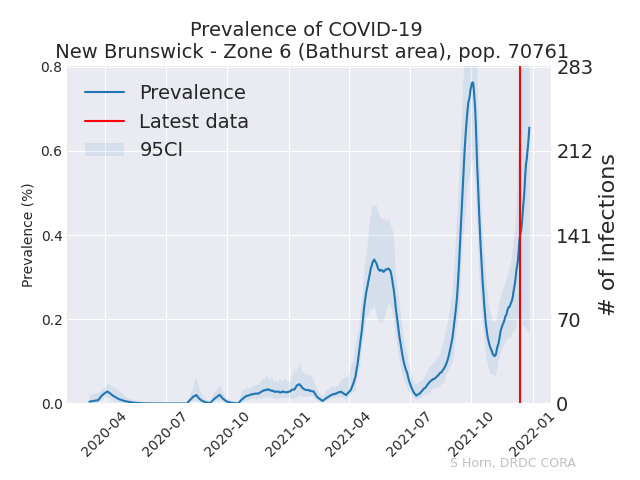 Prevalence of COVID-19
New Brunswick - Zone 6 (Bathurst area), pop. 70761
Prevalence
Latest data
95CI
Prevalence (%)
0.8
0.6
0.4
0.2
0.0
283
212
141
70
0
# of infections
2020-04
2020-07
2020-10
2021-01
2021-04
2021-07
2021-10
2022-01
S Horn, DRDC CORA